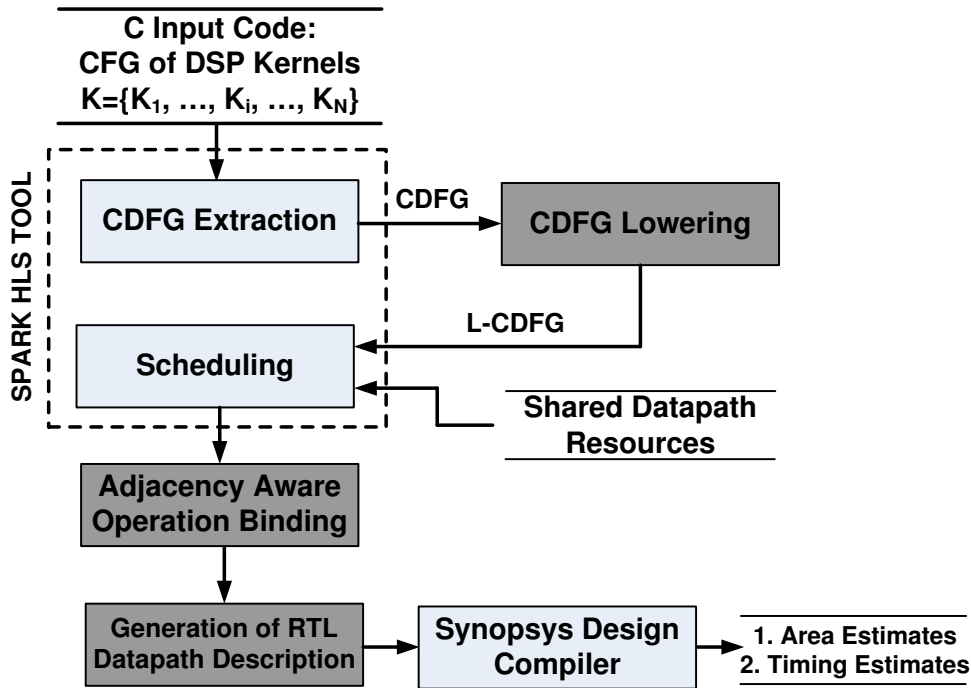 C Input Code:
CFG of DSP Kernels
K={K1, …, Ki, …, KN}
SPARK HLS TOOL
CDFG Extraction
CDFG
CDFG Lowering
L-CDFG
Scheduling
Shared Datapath
Resources
Adjacency Aware
Operation Binding
Generation of RTL
Datapath Description
Synopsys Design
Compiler
1. Area Estimates
2. Timing Estimates